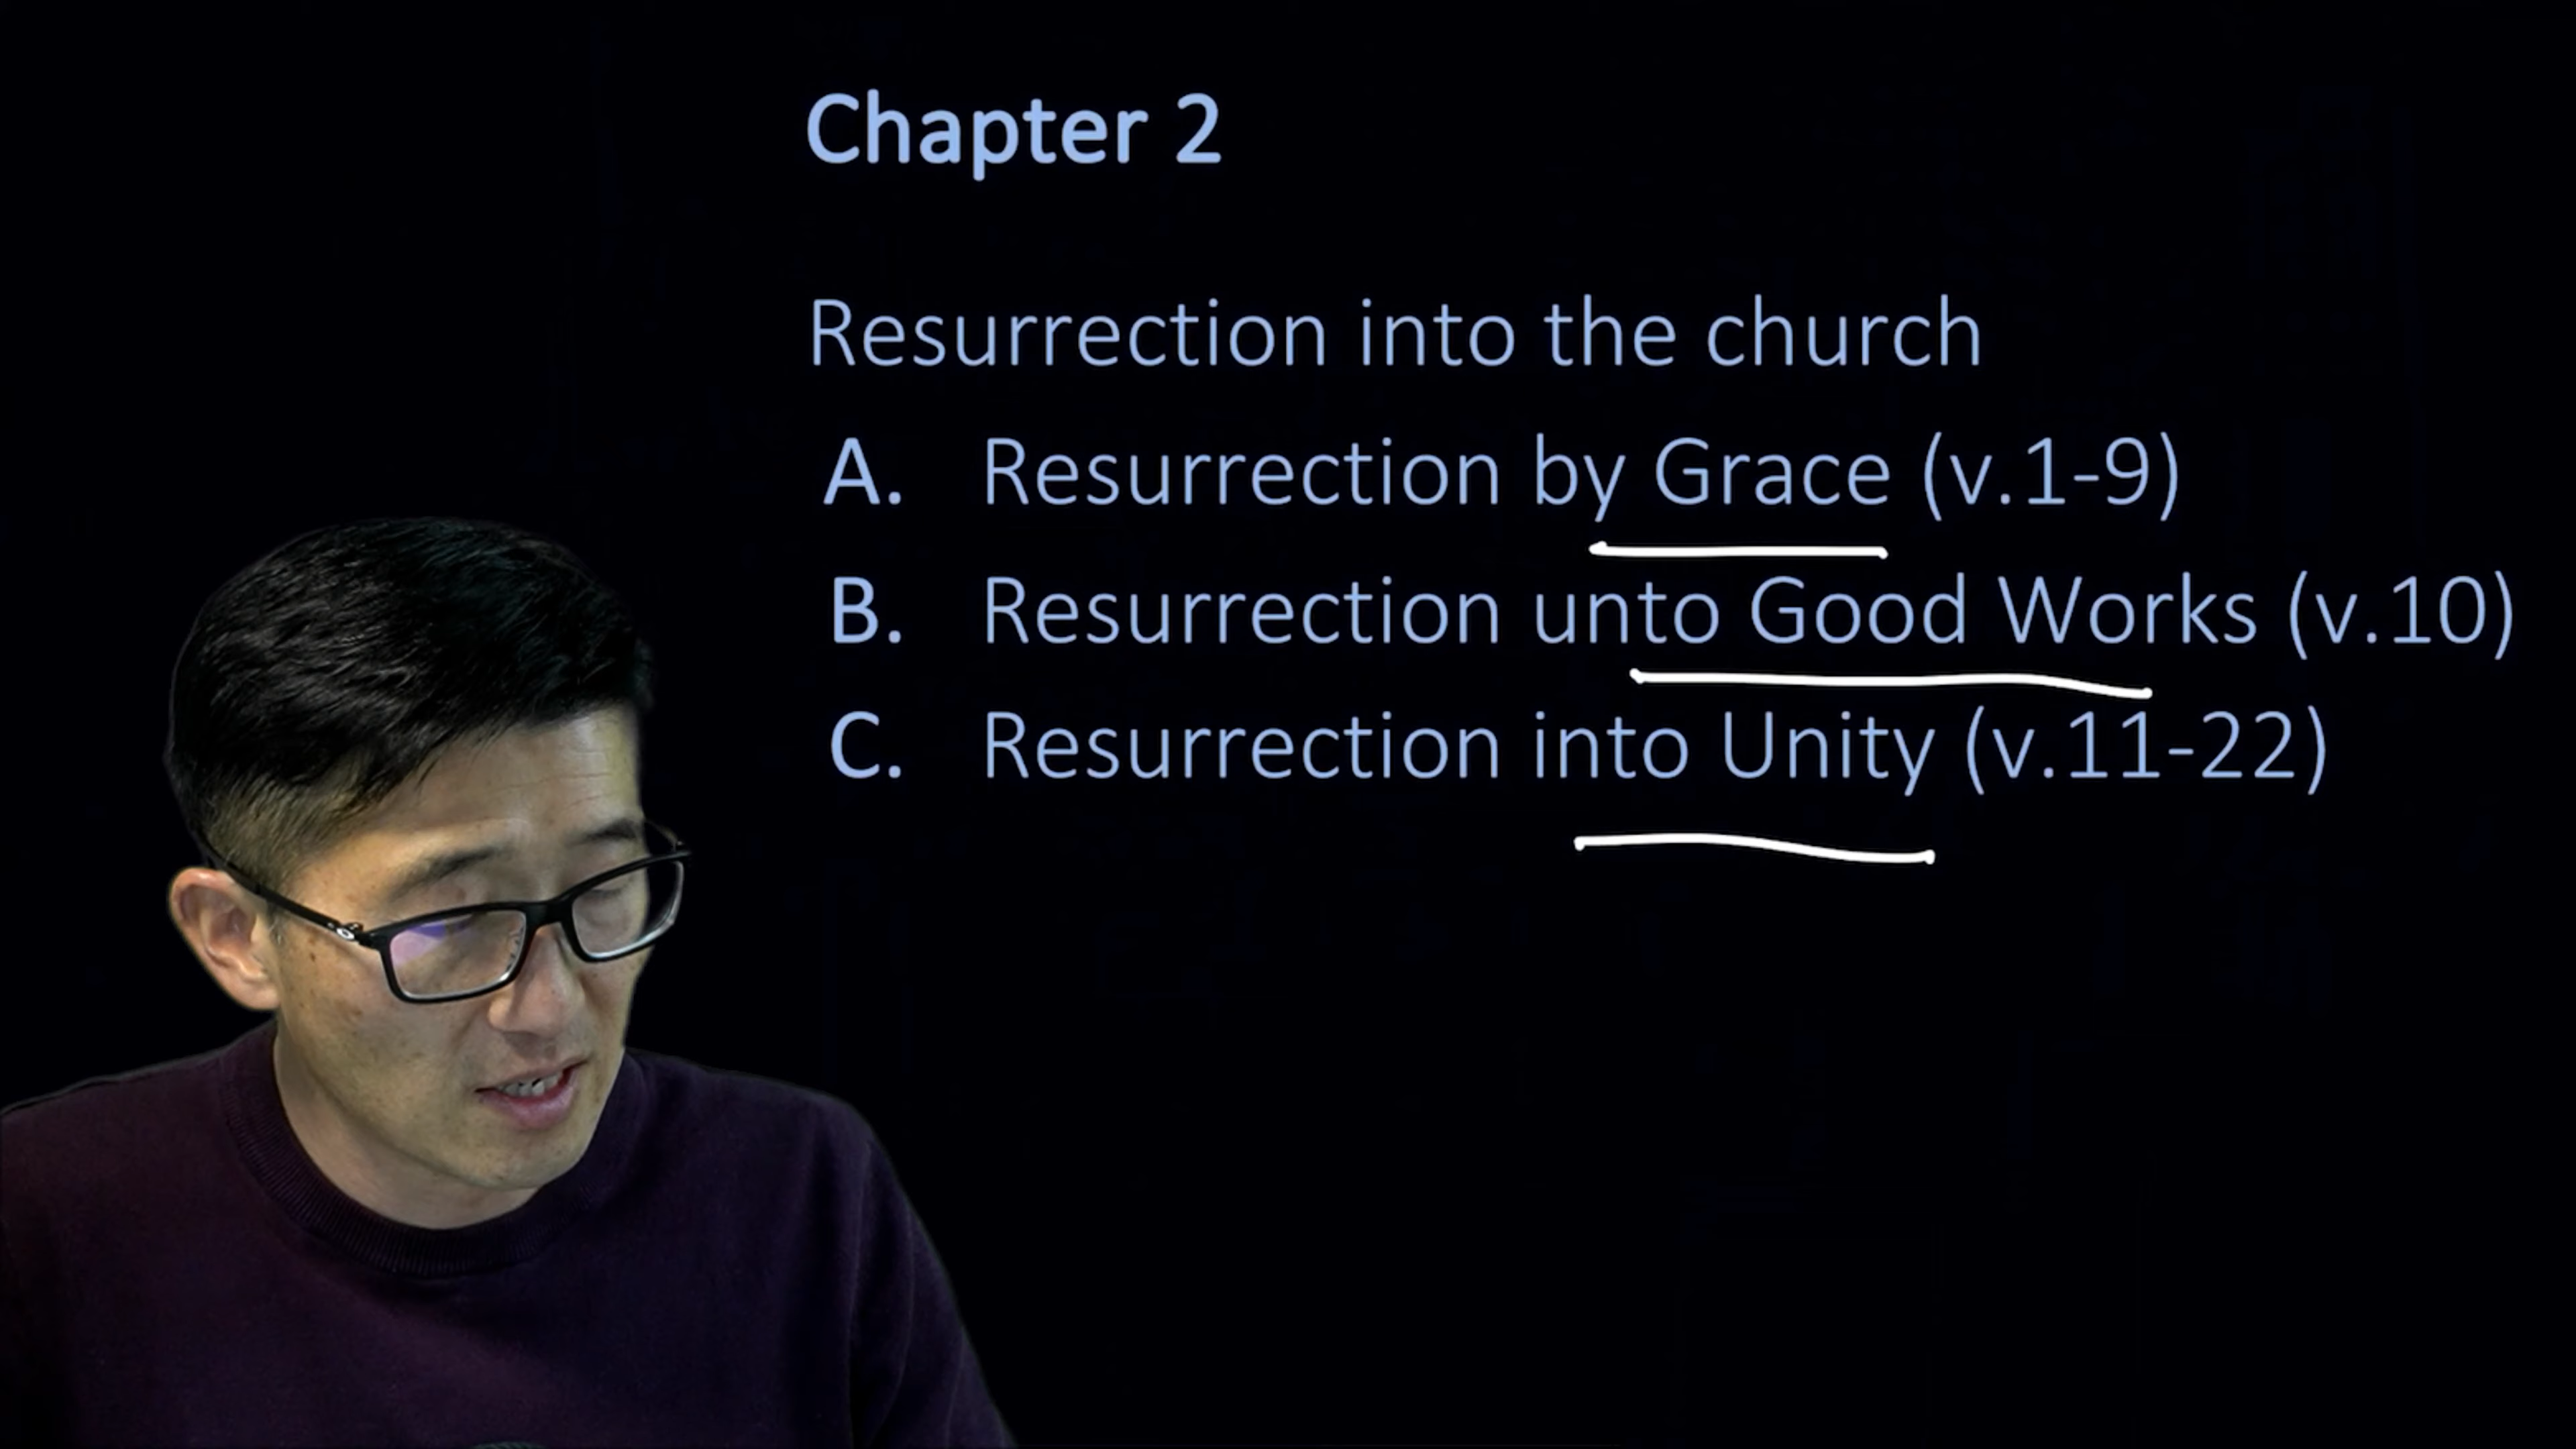 Chapter 2
Resurrection into the church
A. Resurrection by Grace (v.1-9)
B. Resurrection unto Good Works (v.10)
C. Resurrection into Unity (v.11-22)